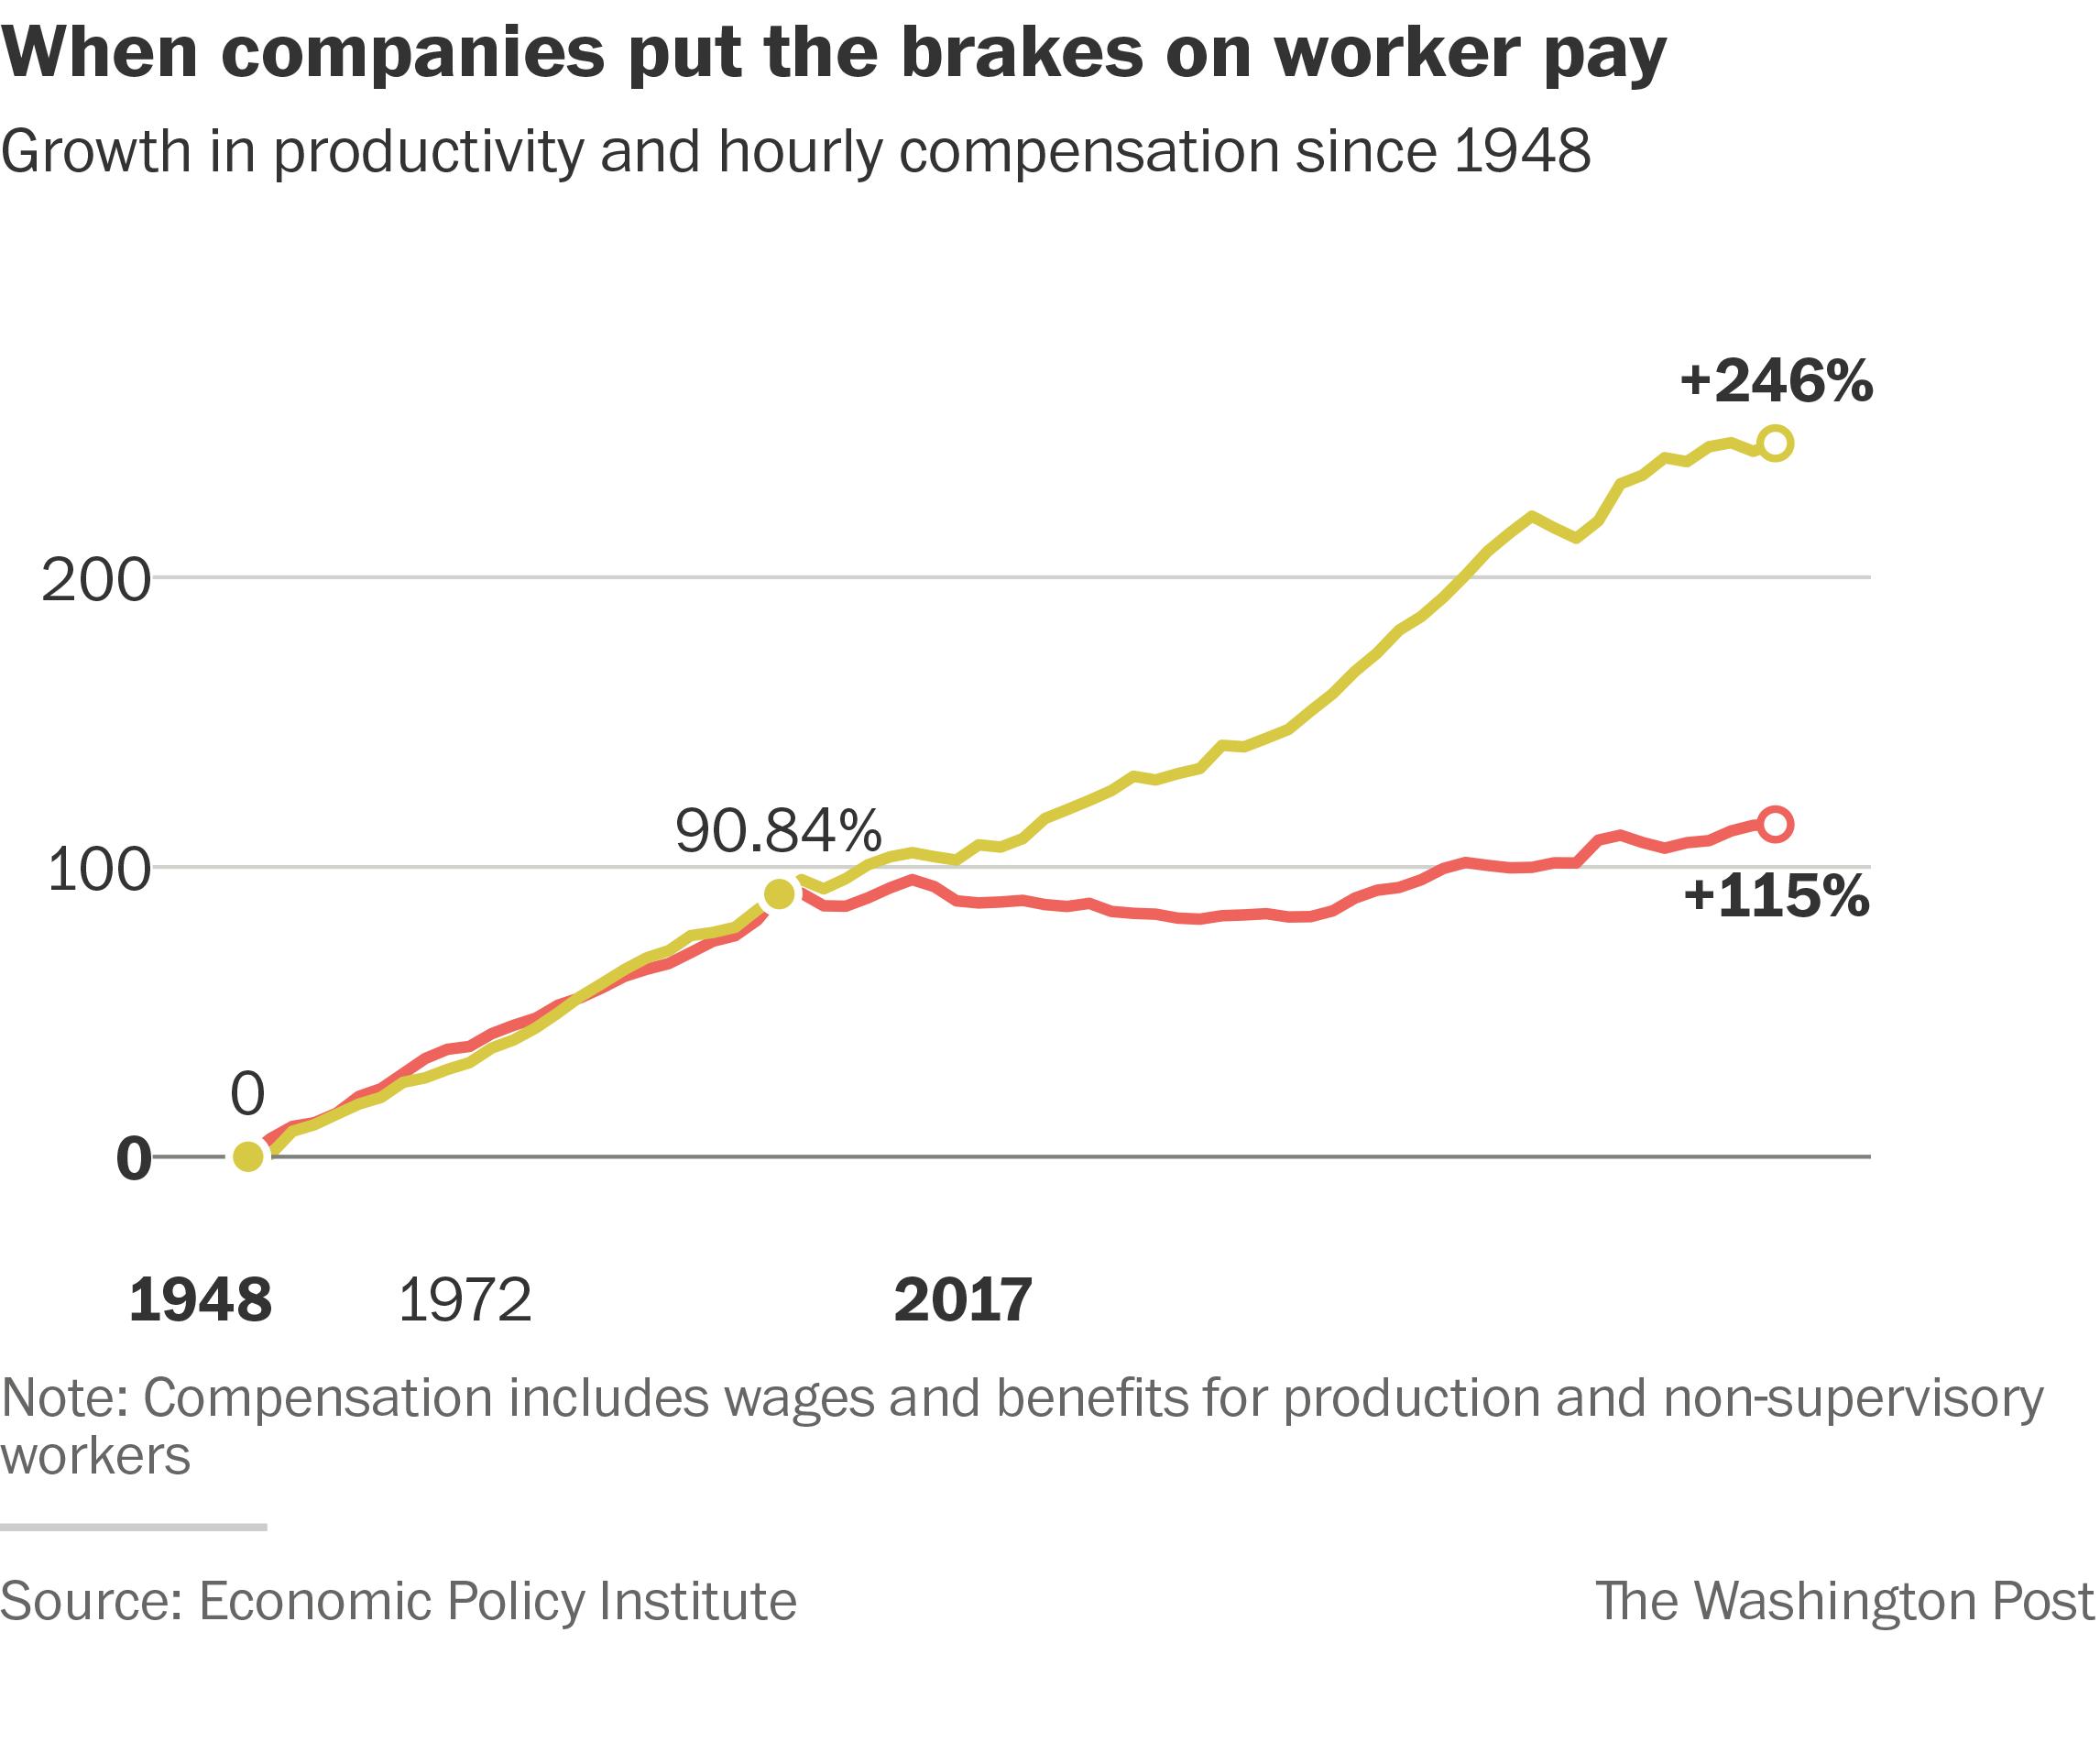 When companies put the brakes on worker pay
Growth in productivity and hourly compensation since 1948
+246%
200
90.84%
100
+115%
0
0
1948 1972 2017
Note: Compensation includes wages and benefits for production and non-supervisory
workers
Source: Economic Policy Institute The Washington Post